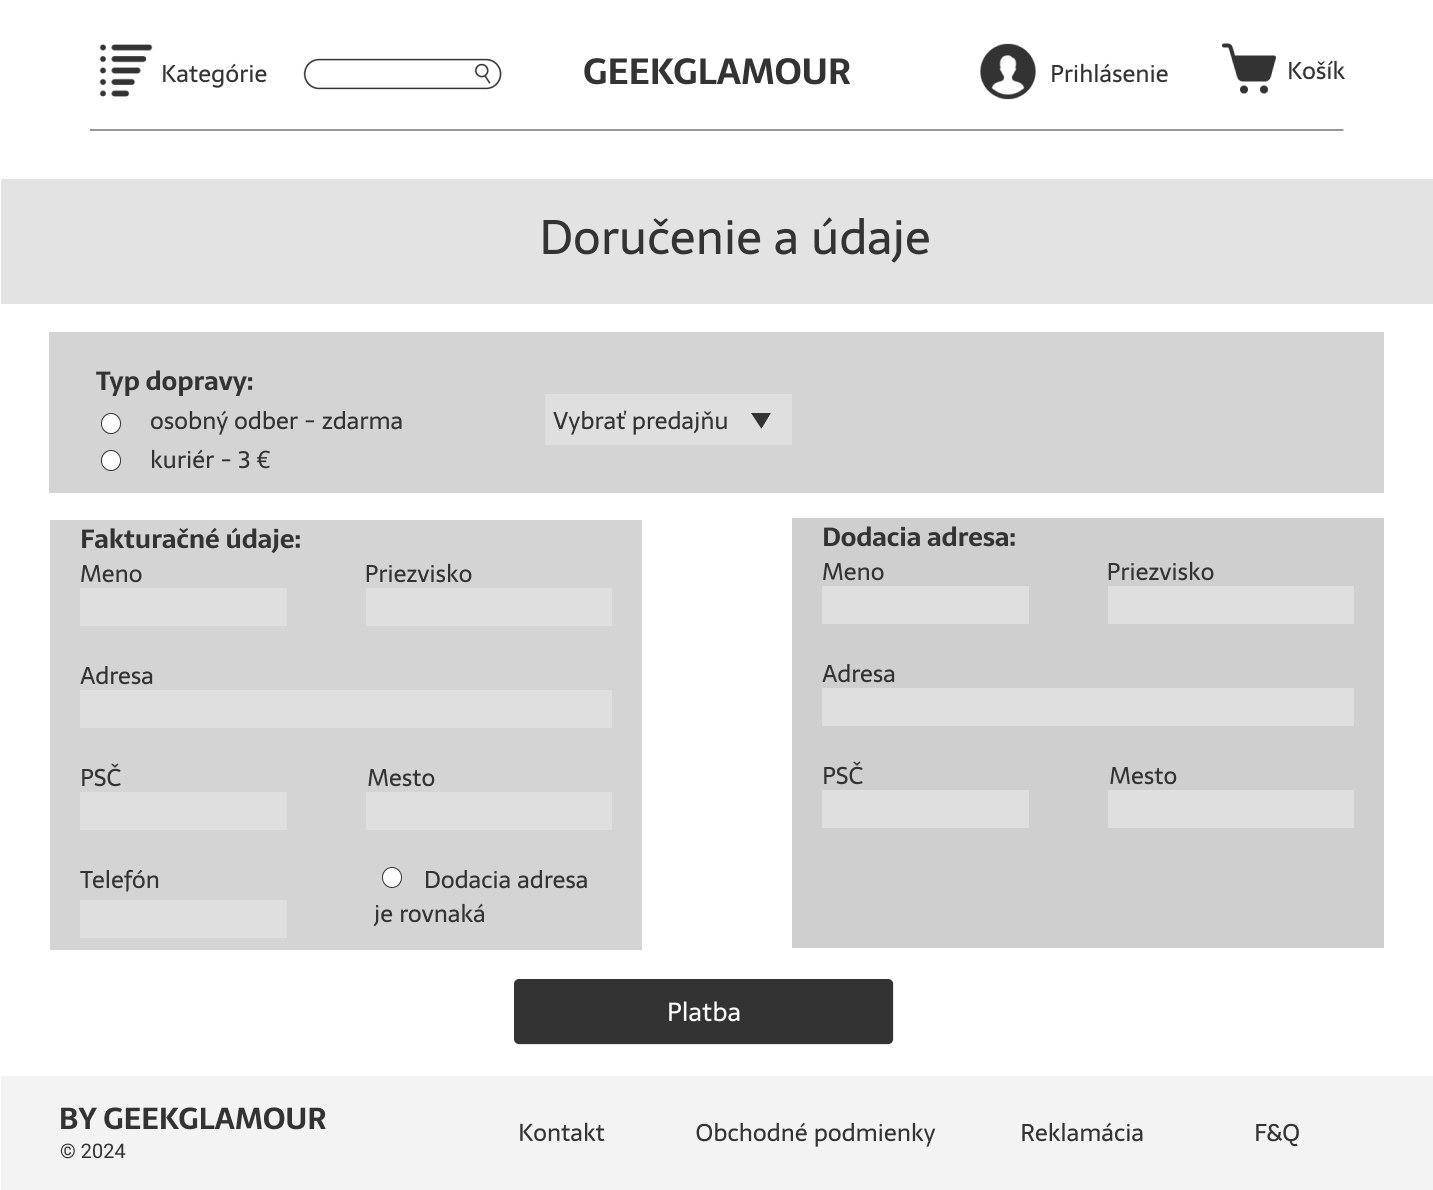 Kategórie
GEEKGLAMOUR
Prihlásenie
Košík
Doručenie a údaje
Typ dopravy:
osobný odber - zdarma
Vybrať predajňu
kuriér - 3 €
Fakturačné údaje:
Meno
Priezvisko
Adresa
PSČ
Mesto
Telefón
Dodacia adresa
je rovnaká
Dodacia adresa:
Meno
Priezvisko
Adresa
PSČ
Mesto
Platba
BY GEEKGLAMOUR
© 2024
Kontakt
Obchodné podmienky
Reklamácia
F&Q